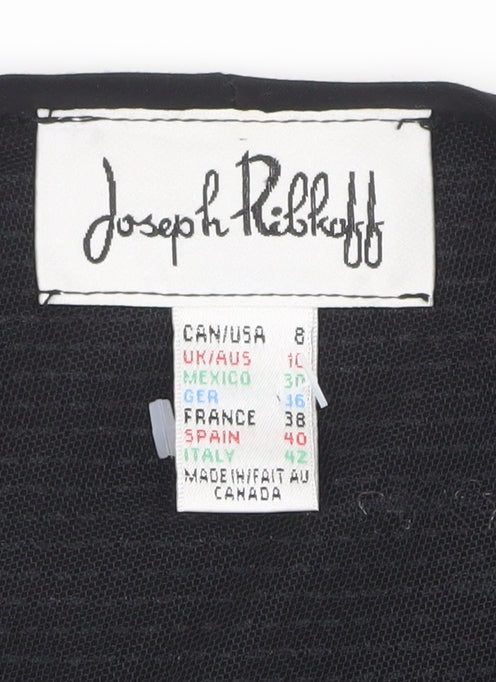 Joseph Ribkoff
CAN/USA 8
UK/AUS 10
MEXICO 30
GER 36
FRANCE 38
SPAIN 40
ITALY 42
MADE IN/FAIT AU
CANADA